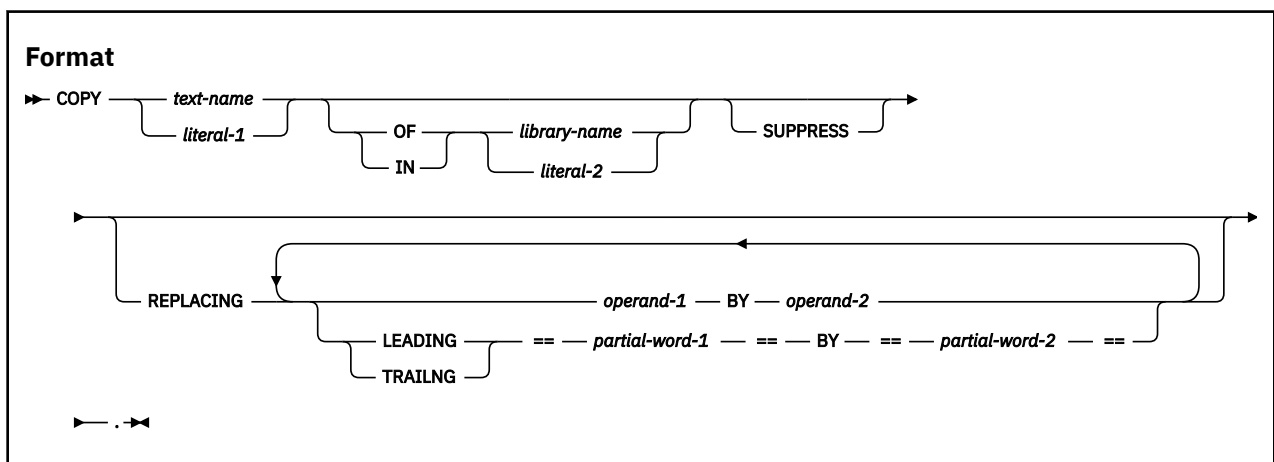 Format
COPY text-name
literal-1
OF library-name SUPPRESS
IN literal-2
REPLACING operand-1 BY operand-2
LEADING == partial-word-1 == BY == partial-word-2 ==
TRAILNG
.